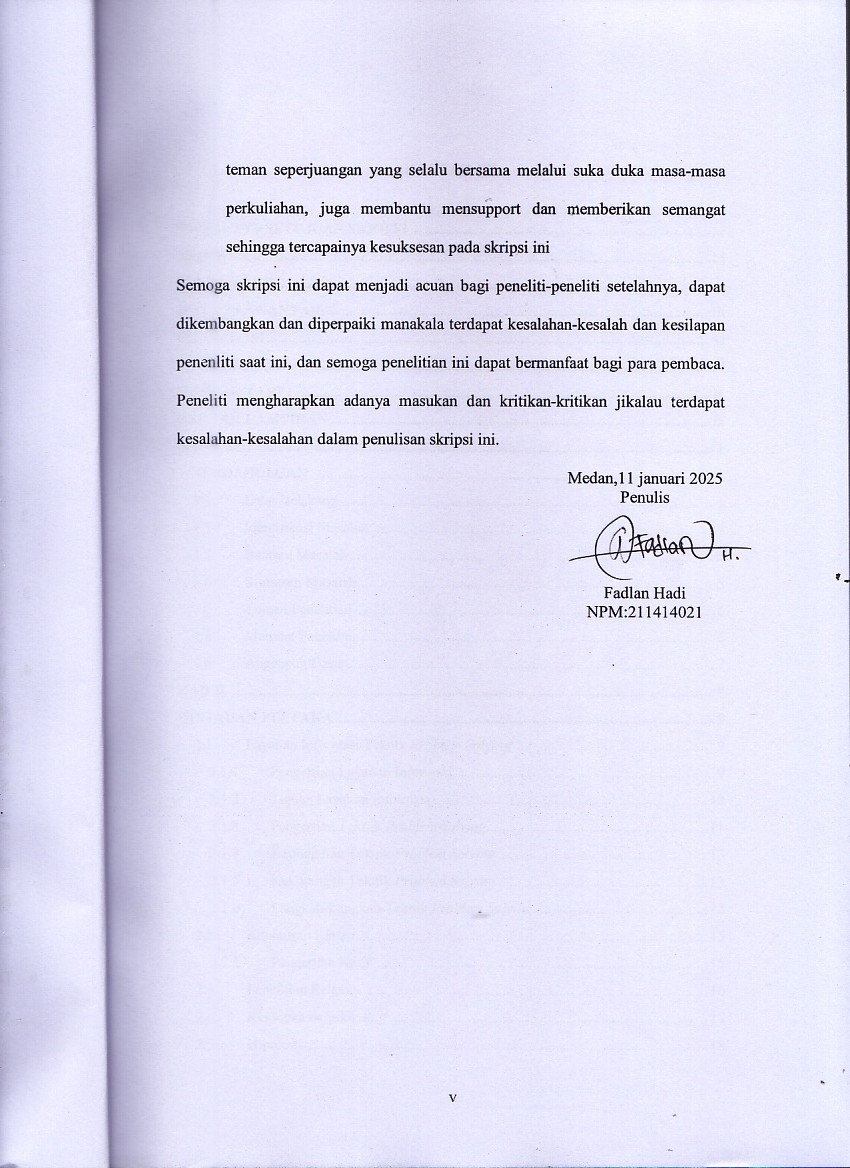 teman seperjuangan yang selalu bersama melalui suka duka masa-masa
perkuliahan, juga membantu mensupport dan memberikan semangat
sehingga tercapainya kesuksesan pada skripsi ini
Semoga skripsi ini dapat menjadi acuan bagi peneliti-peneliti setelahnya, dapat
dikembangkan dan diperpaiki manakala terdapat kesalahan-kesalah dan kesilapan
penenliti saat ini, dan semoga penelitian ini dapat bermanfaat bagi para pembaca.
Peneliti mengharapkan adanya masukan dan kritikan-kritikan jikalau terdapat
kesalahan-kesalahan dalam penulisan skripsi ini.
Medan,11 januari 2025
Penulis
Fadlan H.
Fadlan Hadi
NPM:211414021
v